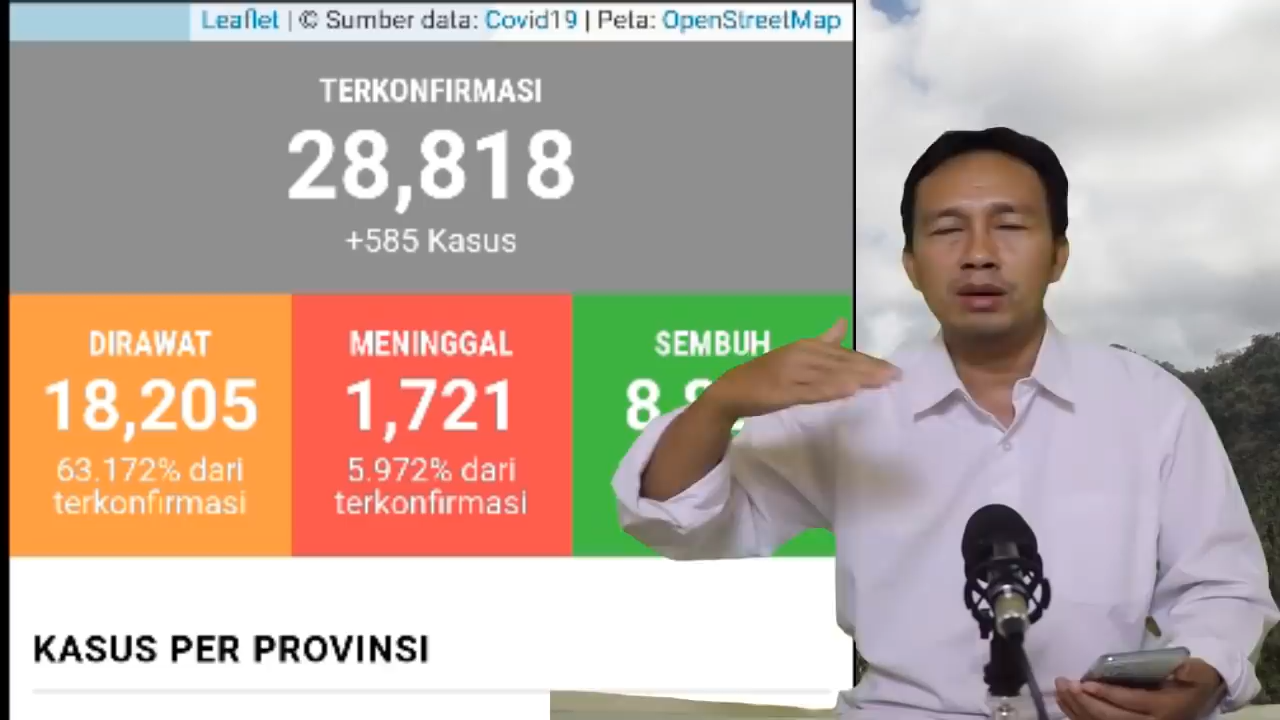 Leaflet | © Sumber data: Covid19 | Peta: OpenStreetMap
TERKONFIRMASI
28,818
+585 Kasus
DIRAWAT
18,205
63.172% dari
terkonfirmasi
MENINGGAL
1,721
5.972% dari
terkonfirmasi
SEMBUH
KASUS PER PROVINSI